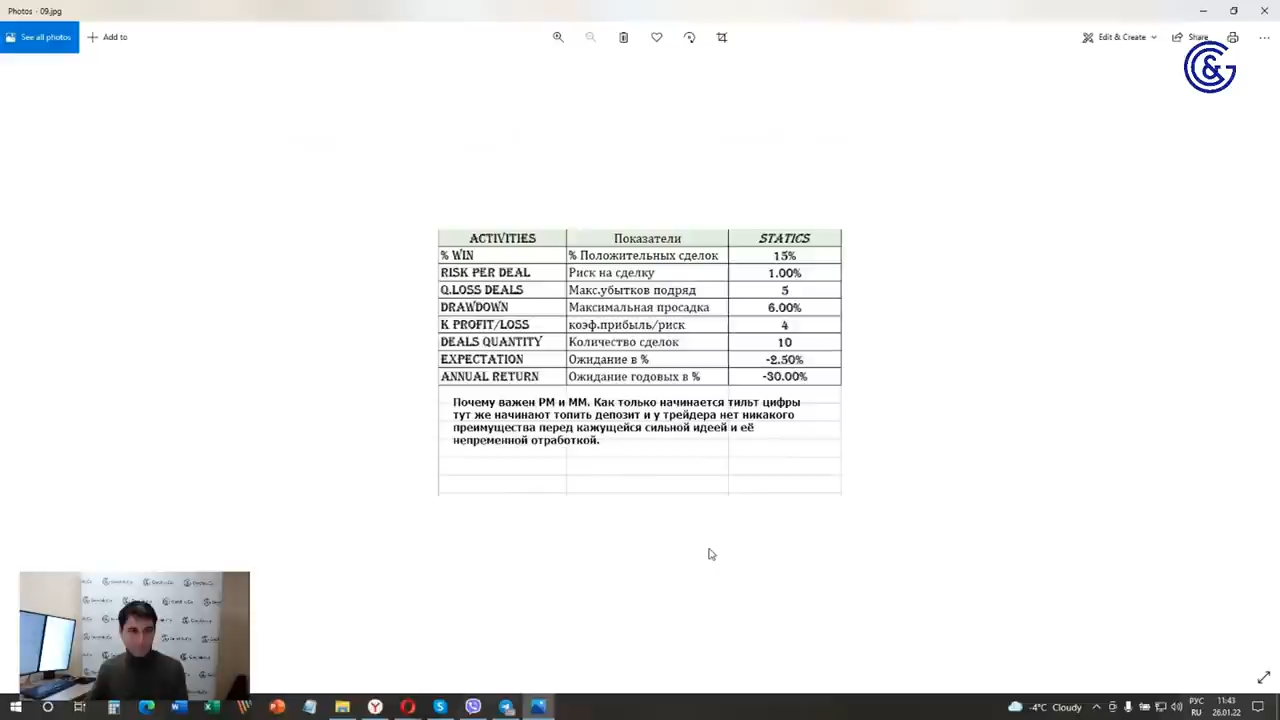 Photos - 09.jpg
See all photos
Add to
Edit & Create
Share
G&
ACTIVITIES Показатели STATICS
% WIN % Положительных сделок 15%
RISK PER DEAL Риск на сделку 1.00%
Q.LOSS DEALS Макс.убытков подряд 5
DRAWDOWN Максимальная просадка 6.00%
K PROFIT/LOSS коэф.прибыль/риск 4
DEALS QUANTITY Количество сделок 10
EXPECTATION Ожидание в % -2.50%
ANNUAL RETURN Ожидание годовых в % -30.00%
Почему важен РМ и ММ. Как только начинается тильт цифры
тут же начинают топить депозит и у трейдера нет никакого
преимущества перед кажущейся сильной идеей и её
непременной отработкой.
-4°C Cloudy
РУС
RU
11:43
26.01.22